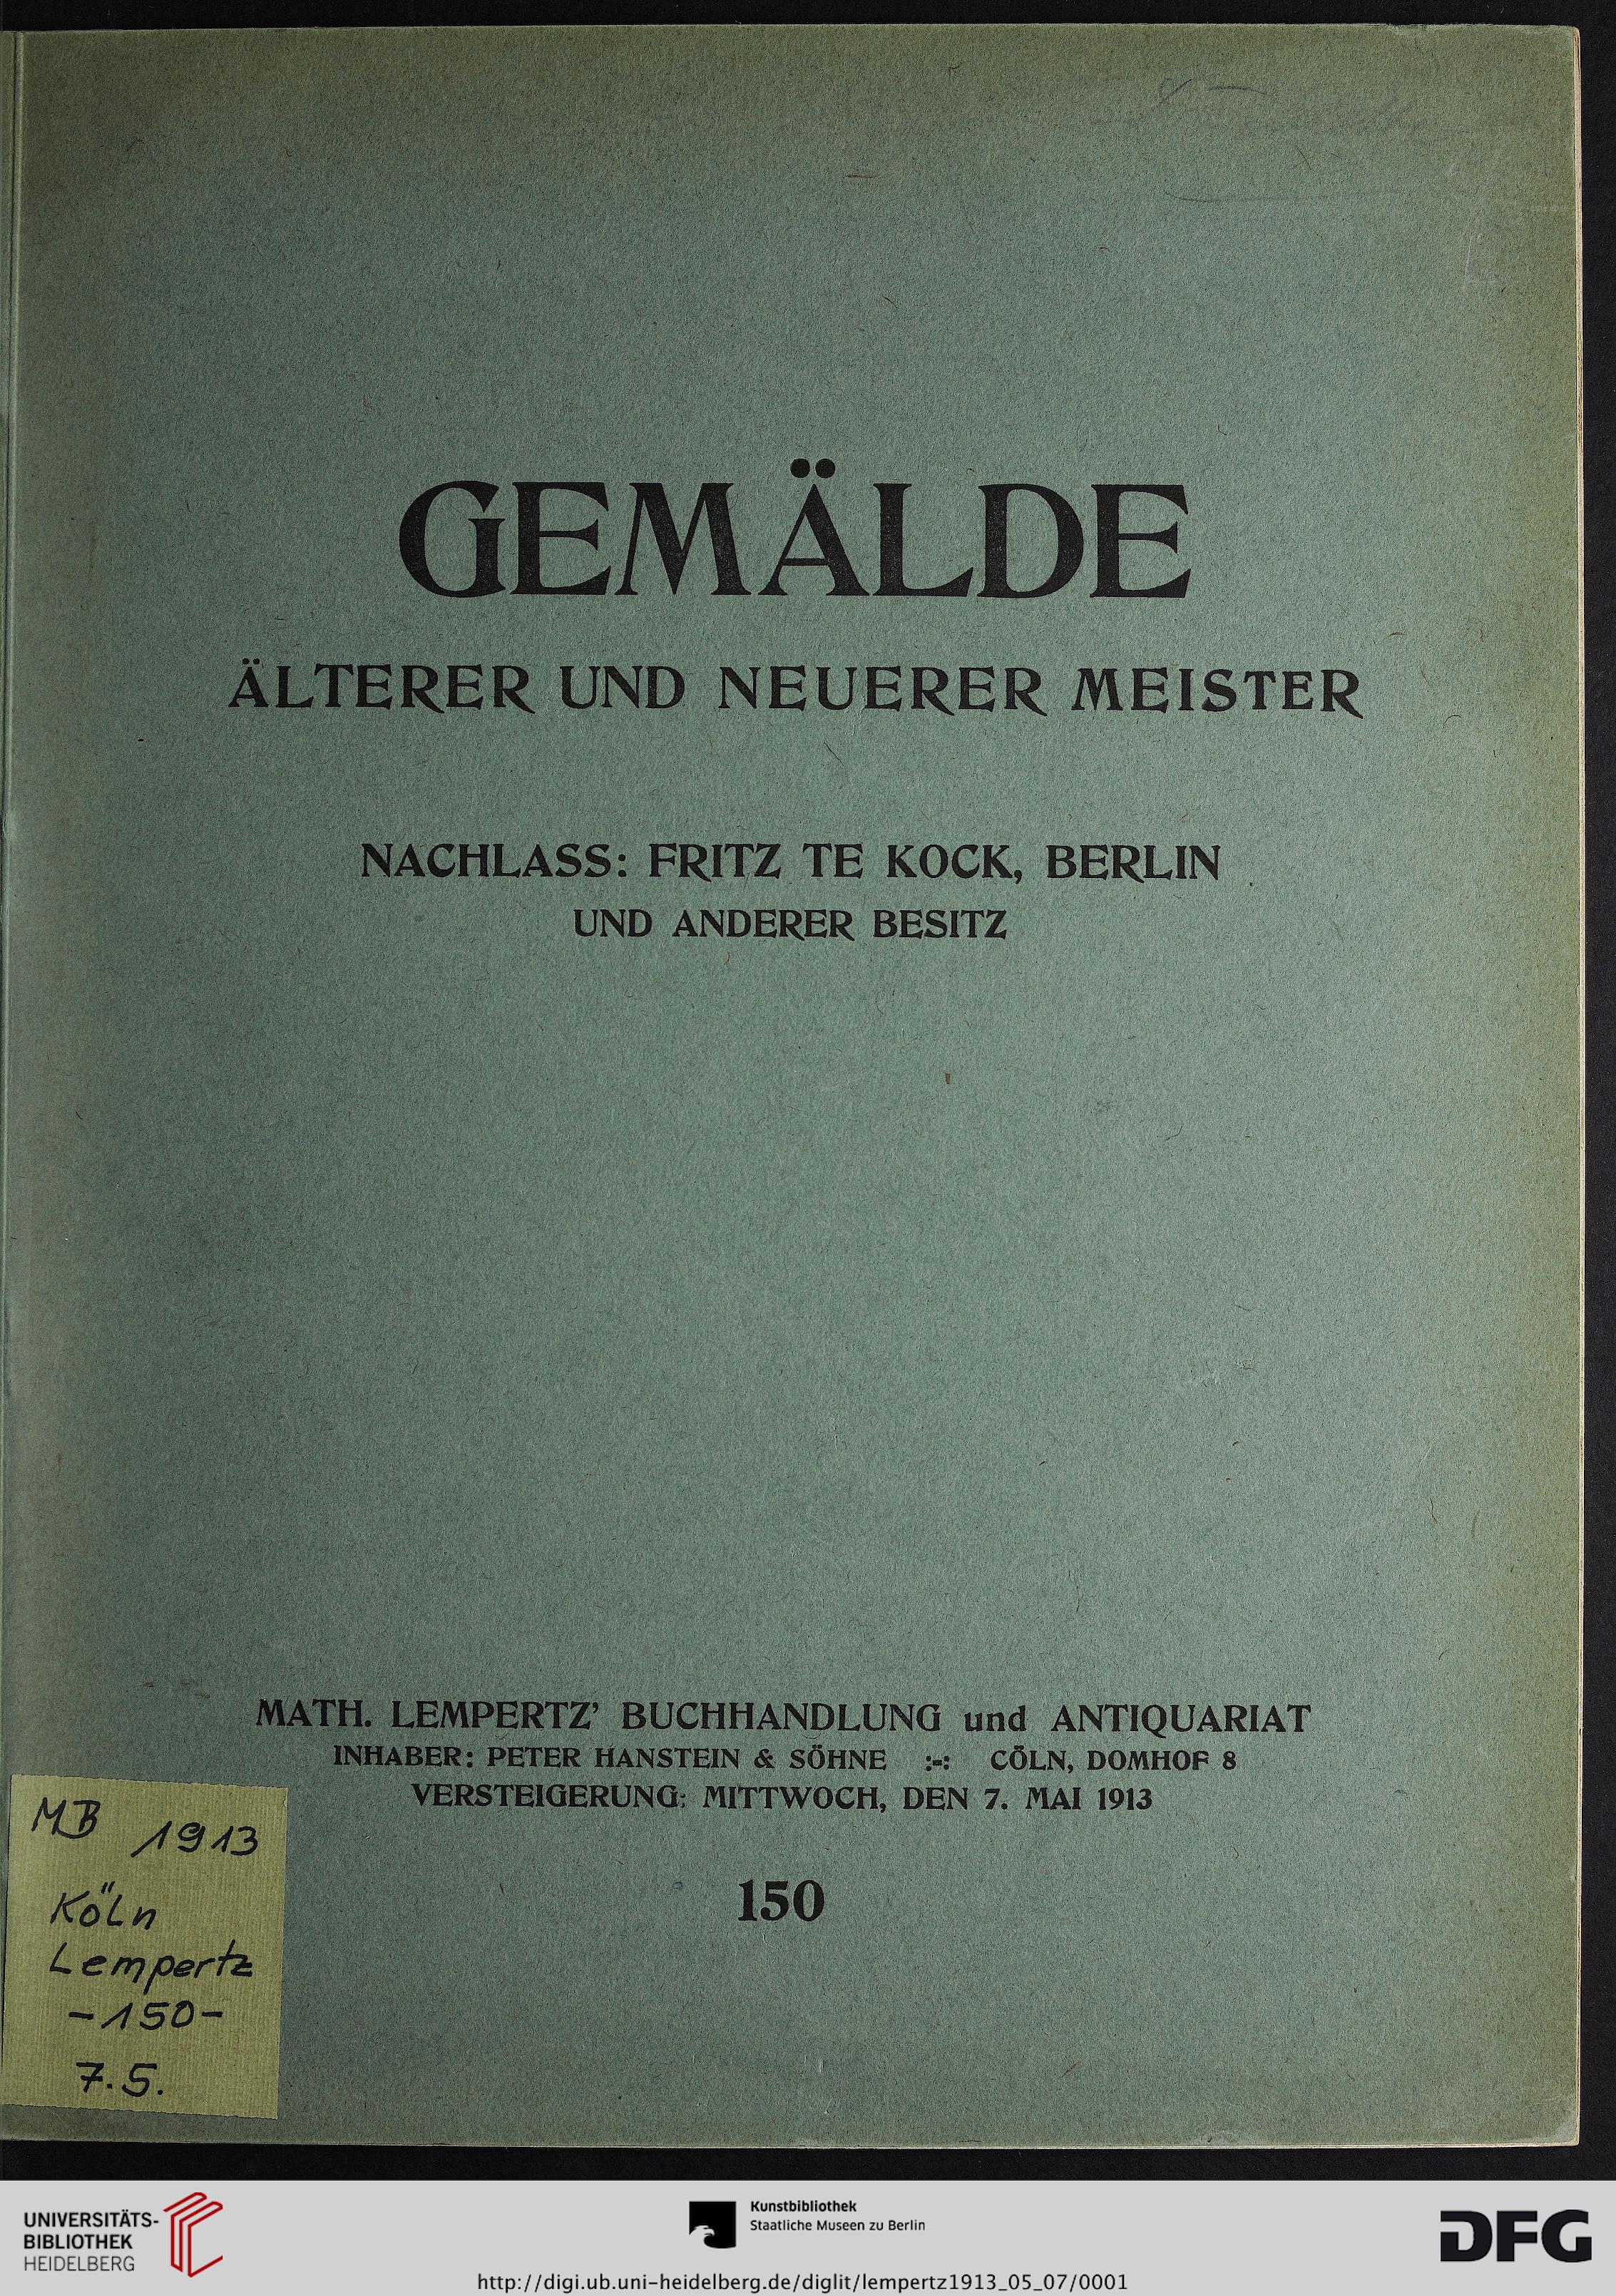 GEMÄLDE
ÄLTERER UND NEUERER MEISTER
NACHLASS: FRITZ TE KOCK, BERLIN
UND ANDERER BESITZ
MATH. LEMPERTZ’ BUCHHANDLUNG und ANTIQUARIAT
INHABER: PETER HANSTEIN & SÖHNE :-: CÖLN, DOMHOF 8
VERSTEIGERUNG: MITTWOCH, DEN 7. MAI 1913
150
MB 1913
Köln
Lempertz
-150-
7.5.
UNIVERSITÄTS-
BIBLIOTHEK
HEIDELBERG
Kunstbibliothek
Staatliche Museen zu Berlin
DFG
http://digi.ub.uni-heidelberg.de/diglit/lempertz1913_05_07/0001